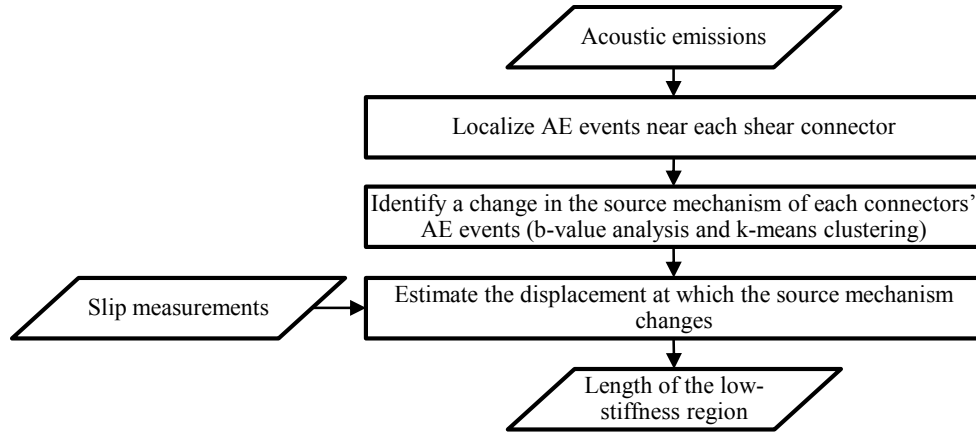 Acoustic emissions
Localize AE events near each shear connector
Identify a change in the source mechanism of each connectors’
AE events (b-value analysis and k-means clustering)
Slip measurements
Estimate the displacement at which the source mechanism
changes
Length of the low-
stiffness region